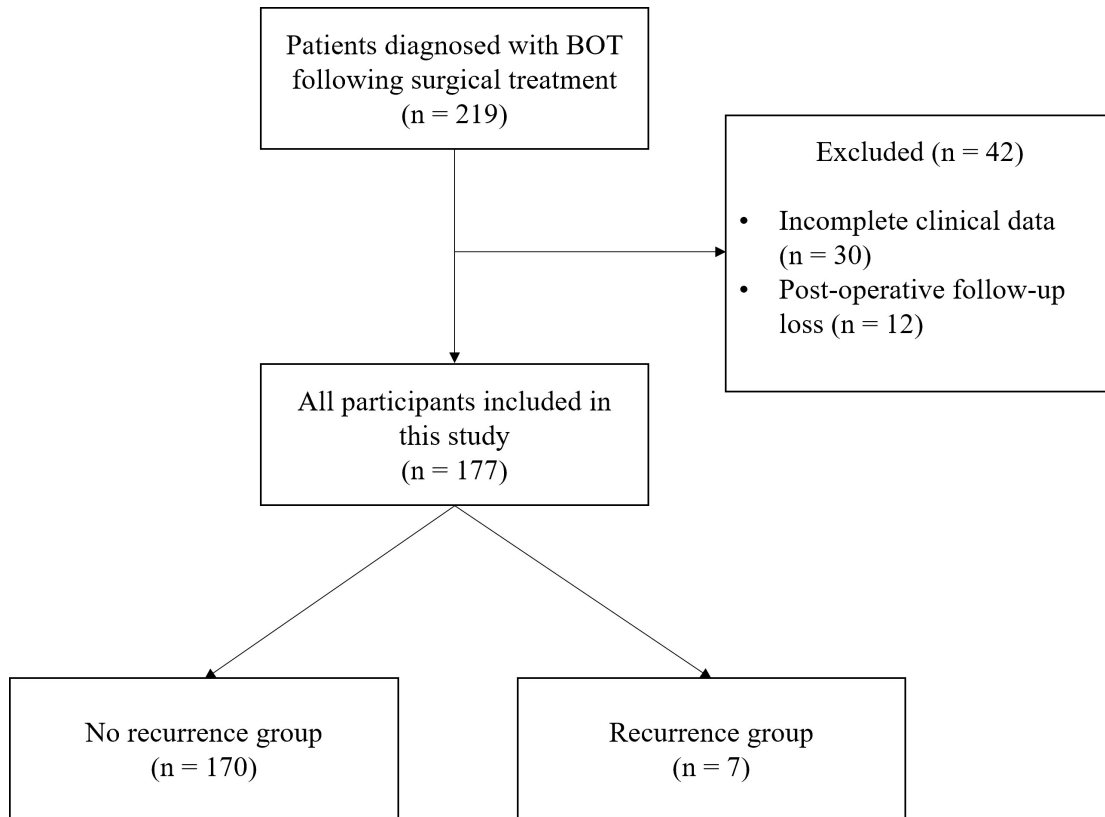 Patients diagnosed with BOT
following surgical treatment
(n = 219)
Excluded (n = 42)
• Incomplete clinical data
(n = 30)
• Post-operative follow-up
loss (n = 12)
All participants included in
this study
(n = 177)
No recurrence group
(n = 170)
Recurrence group
(n = 7)